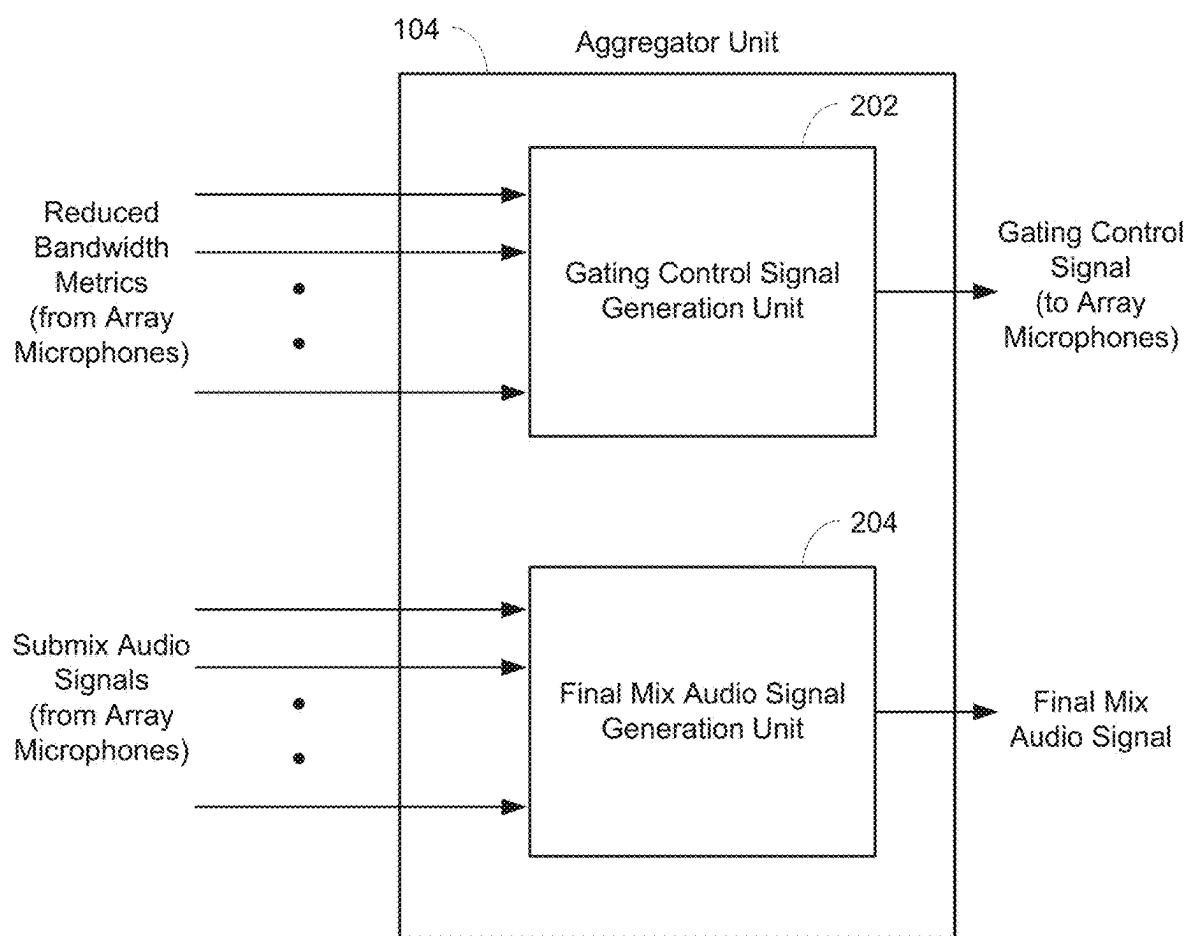 104
Aggregator Unit
202
Reduced
Bandwidth
Metrics
(from Array
Microphones)
Gating Control Signal
Generation Unit
Gating Control
Signal
(to Array
Microphones)
204
Submix Audio
Signals
(from Array
Microphones)
Final Mix Audio Signal
Generation Unit
Final Mix
Audio Signal